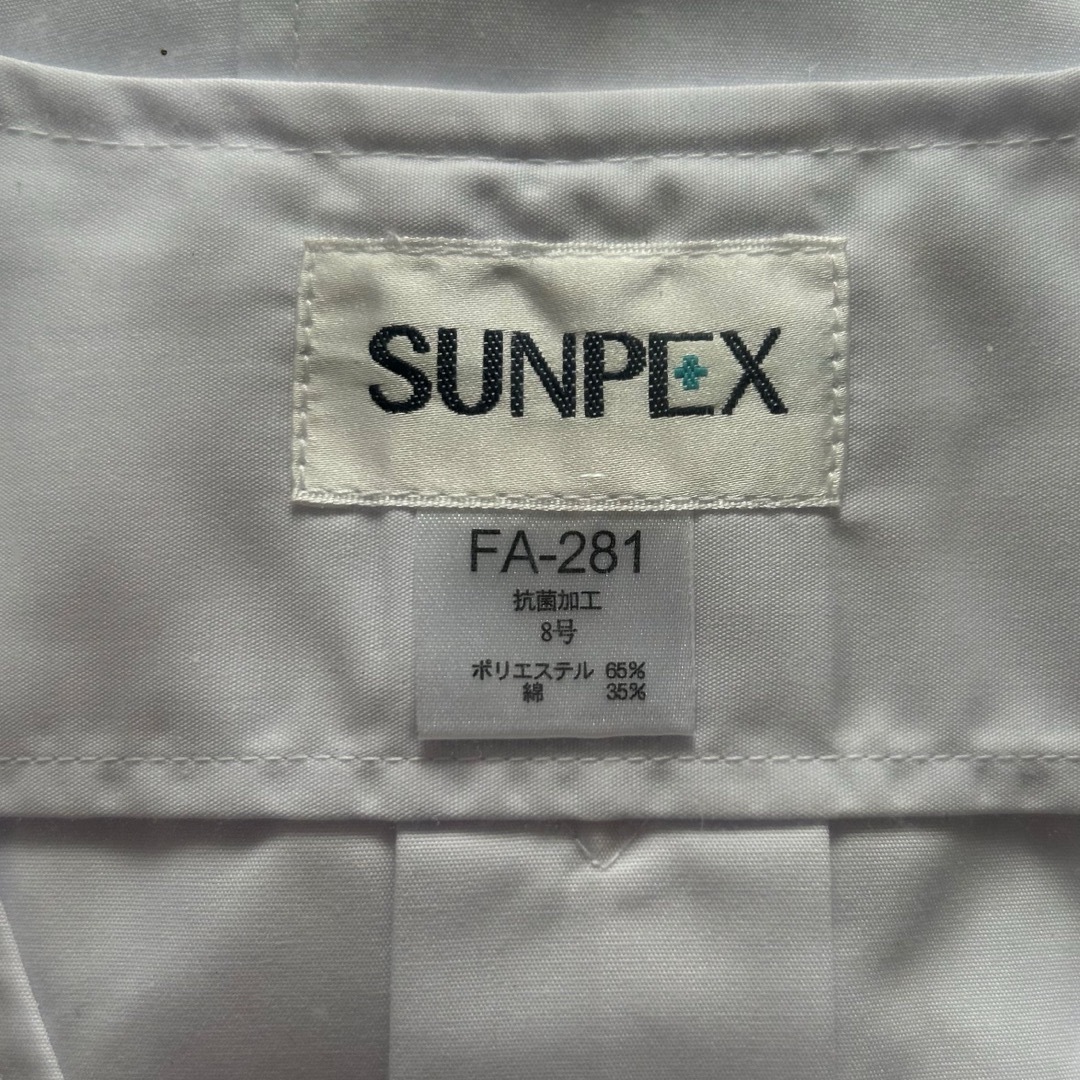 SUNPEX
FA-281
抗菌加工
8号
ポリエステル 65%
綿 35%